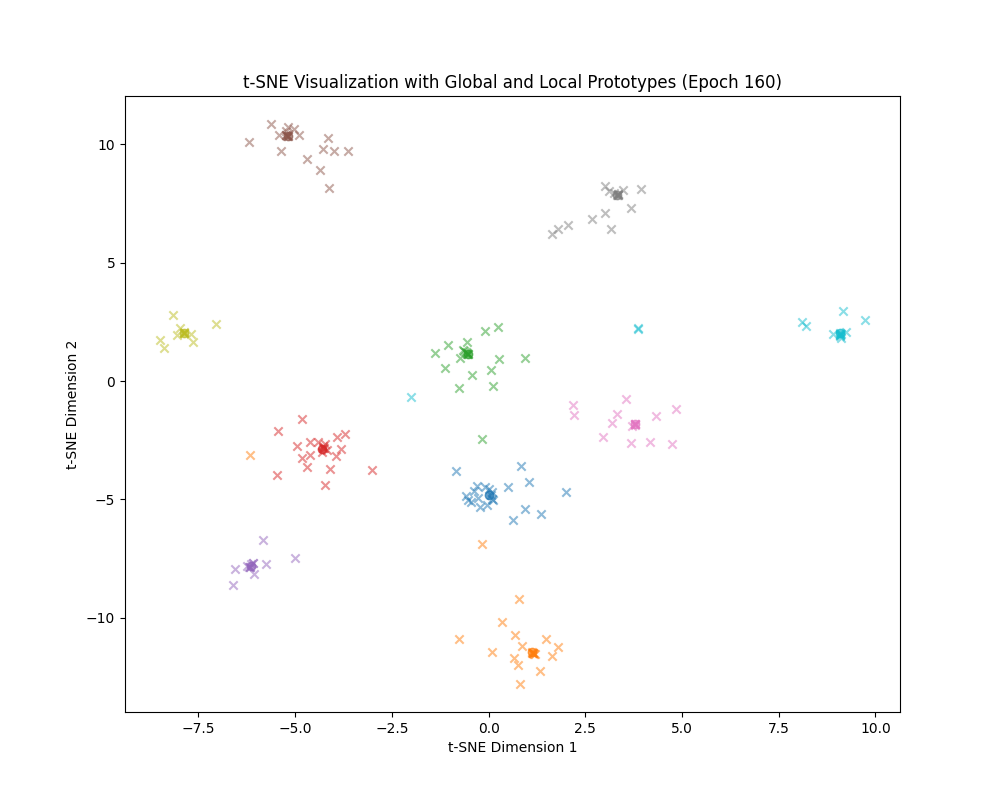 t-SNE Visualization with Global and Local Prototypes (Epoch 160)
10
5
0
−5
−10
t-SNE Dimension 2
−7.5 −5.0 −2.5 0.0 2.5 5.0 7.5 10.0
t-SNE Dimension 1